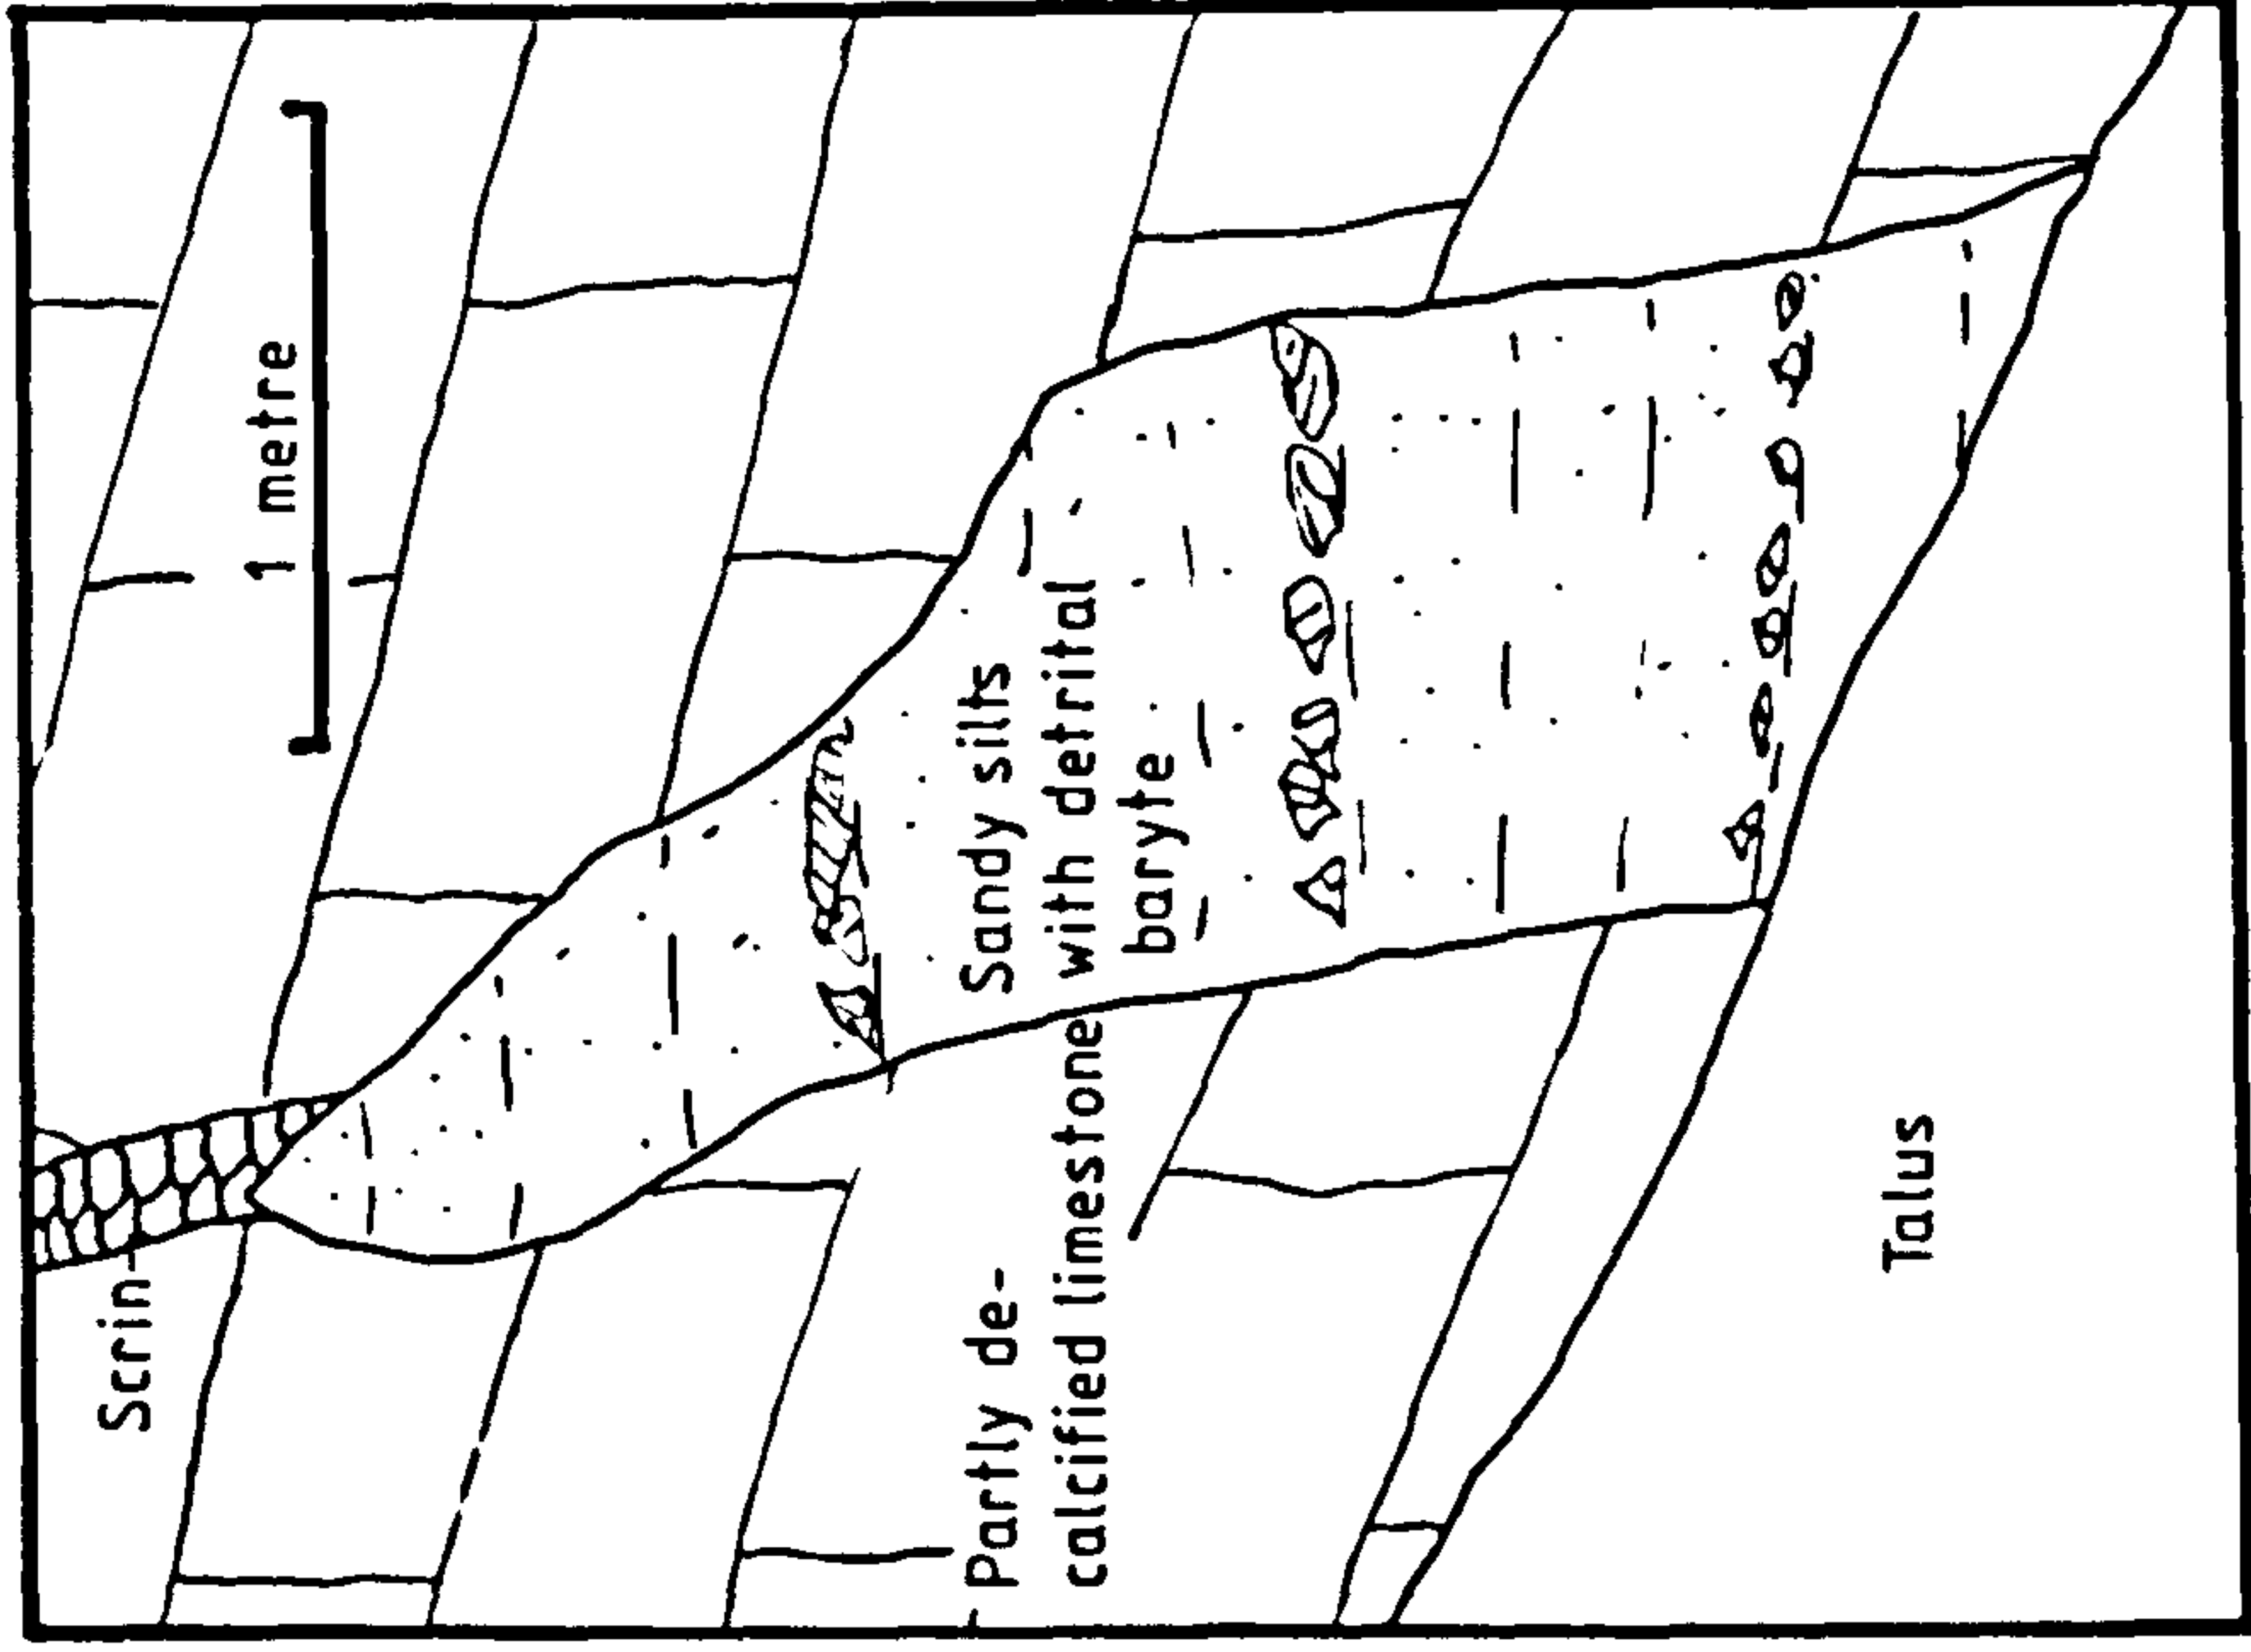 Scrin
1 metre
Sandy silts
with detrital
baryte
Partly de-
calcified limestone
Talus